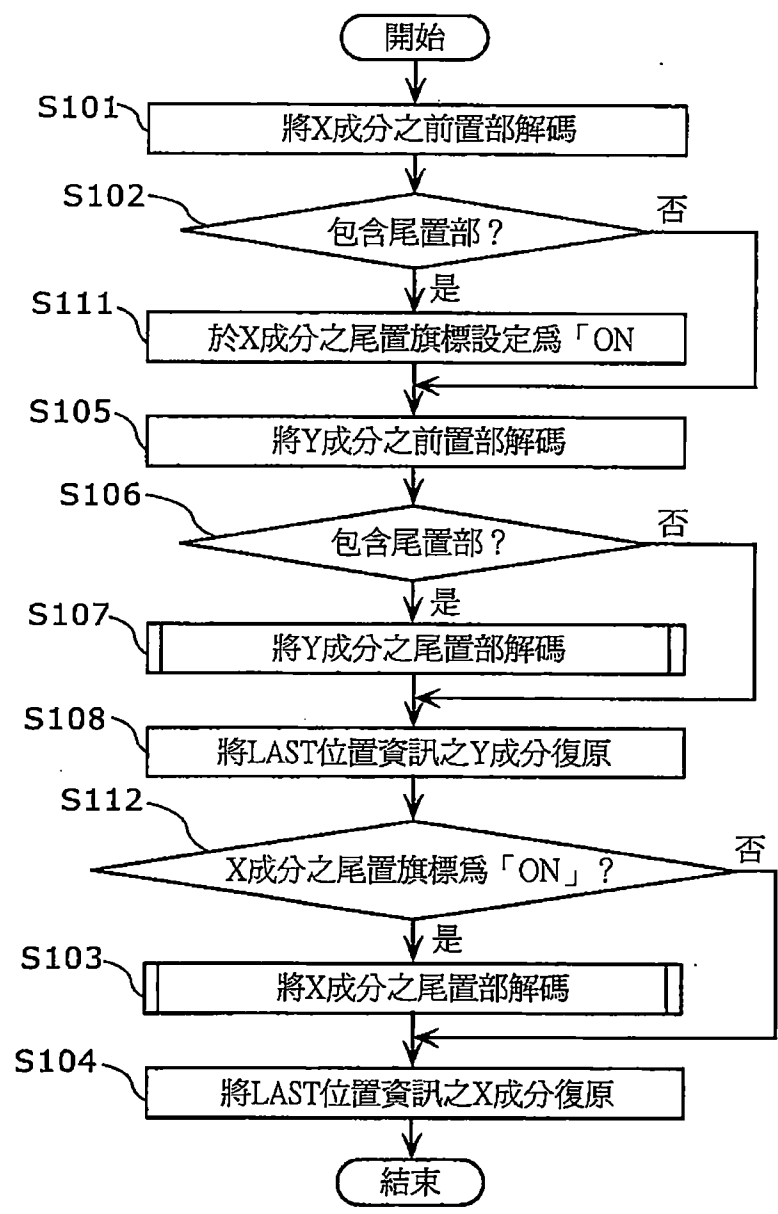 開始
S101
將X成分之前置部解碼
S102
包含尾置部？
否
是
S111
於X成分之尾置旗標設定爲「ON
S105
將Y成分之前置部解碼
S106
包含尾置部？
否
是
S107
將Y成分之尾置部解碼
S108
將LAST位置資訊之Y成分復原
S112
X成分之尾置旗標爲「ON」？
否
是
S103
將X成分之尾置部解碼
S104
將LAST位置資訊之X成分復原
結束